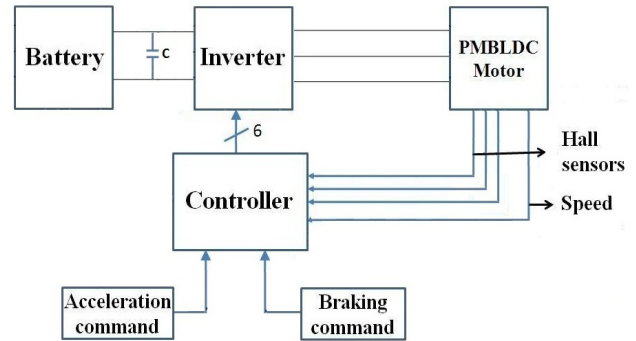 Battery
C
Inverter
PMBLDC
Motor
6
Hall
sensors
Controller
Speed
Acceleration
command
Braking
command